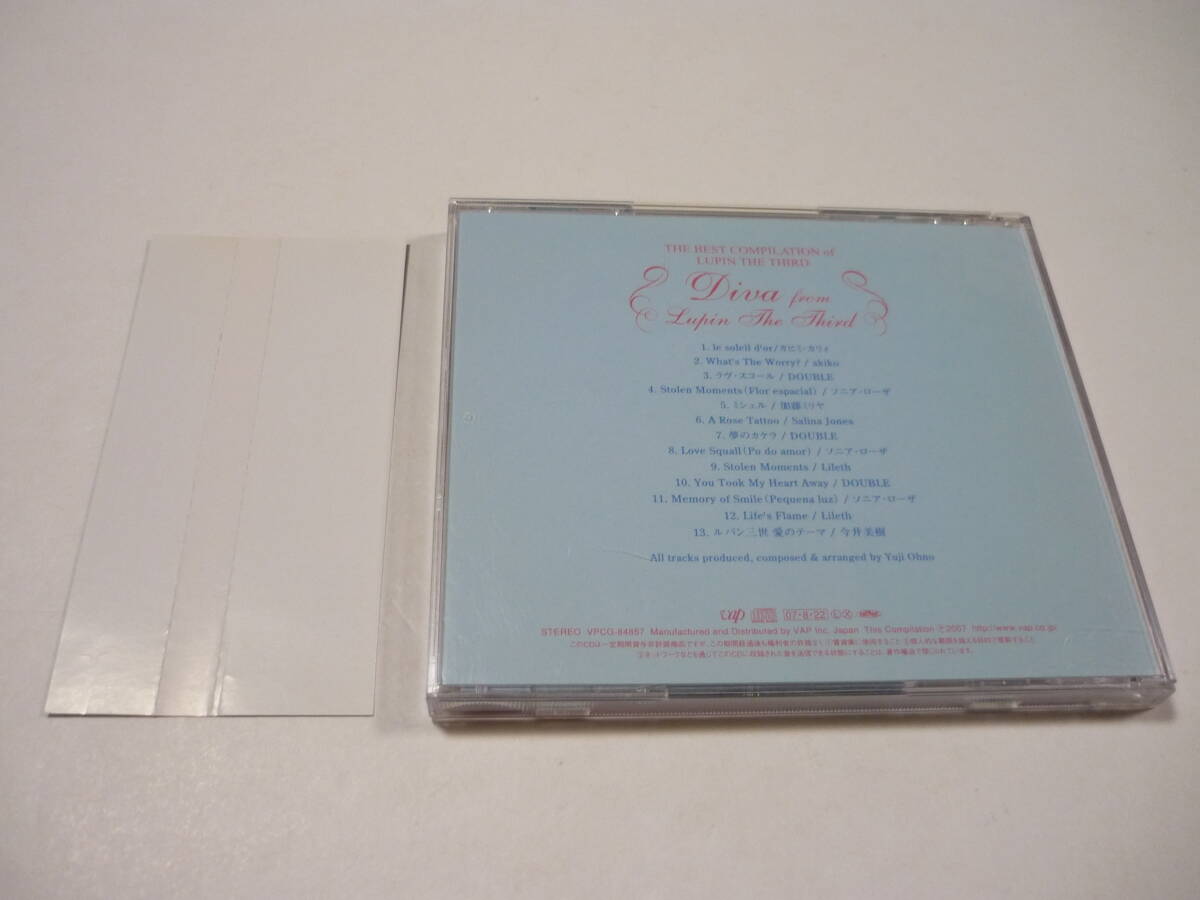 THE BEST COMPILATION of
LUPIN THE THIRD
Diva from
Lupin The Third
1. le soleil d'or/カヒミ・カリィ
2. What's The Worry? / akiko
3. ラヴ・スコール / DOUBLE
4. Stolen Moments(Flor espacial) / ソニア・ローザ
5. ミシェル / 加藤ミリヤ
6. A Rose Tattoo / Salina Jones
7. 夢のカケラ / DOUBLE
8. Love Squall(Po do amor) / ソニア・ローザ
9. Stolen Moments / Lileth
10. You Took My Heart Away / DOUBLE
11. Memory of Smile(Pequena luz) / ソニア・ローザ
12. Life's Flame / Lileth
13. ルパン三世 愛のテーマ / 今井美樹
All tracks produced, composed & arranged by Yuji Ohno
vap 07・8・22 Ⓛ Ⓧ
STEREO VPCG-84857 Manufactured and Distributed by VAP Inc. Japan This Compilation Ⓟ2007 http://www.vap.co.jp